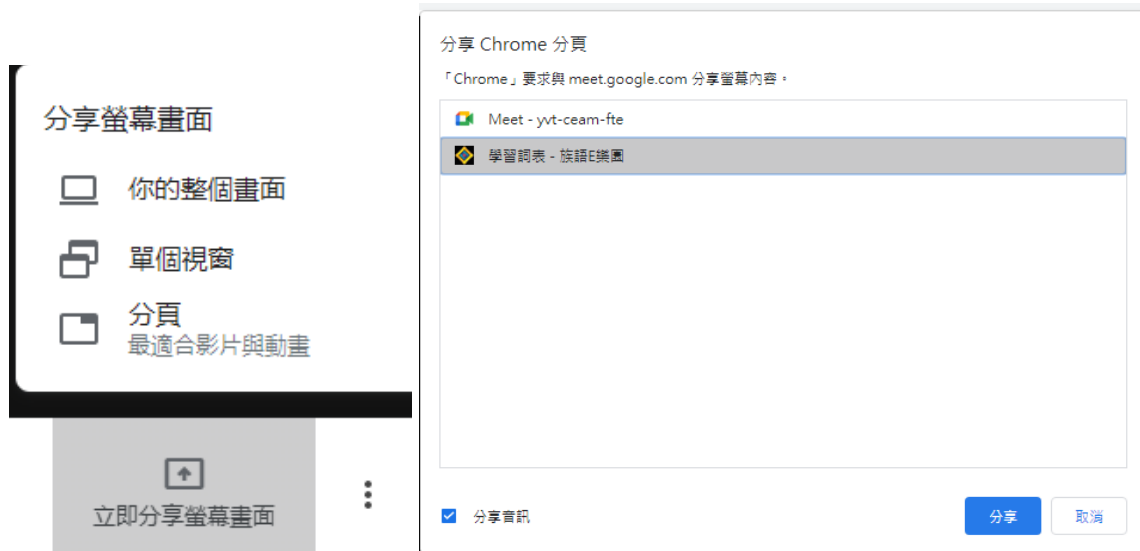 分享螢幕畫面
你的整個畫面
單個視窗
分頁
最適合影片與動畫
立即分享螢幕畫面
分享 Chrome 分頁
「Chrome」要求與 meet.google.com 分享螢幕內容。
Meet - yvt-ceam-fte
學習詞表 - 族語E樂園
分享音訊
分享
取消